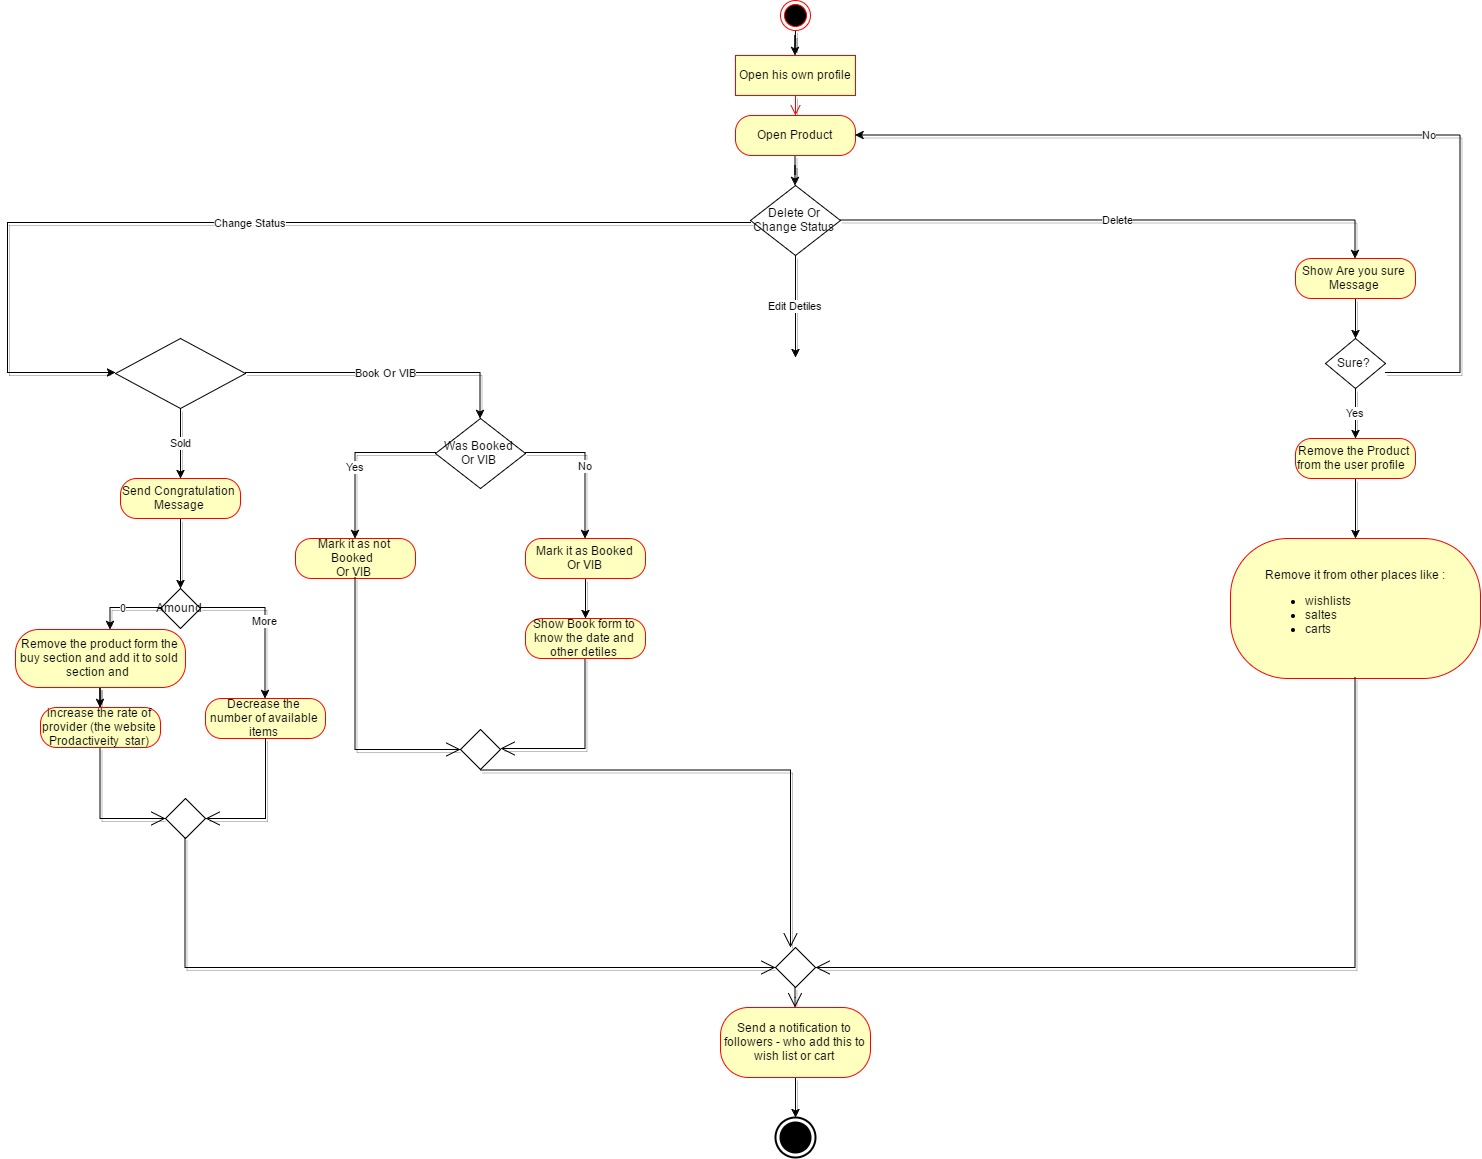 Open his own profile
Open Product
No
Delete Or
Change Status
Change Status
Delete
Show Are you sure
Message
Edit Detiles
Sure?
Book Or VIB
Yes
Sold
Was Booked
Or VIB
Yes
No
Remove the Product
from the user profile
Send Congratulation
Message
Mark it as not
Booked
Or VIB
Mark it as Booked
Or VIB
Remove it from other places like :
wishlists
saltes
carts
Amound
0
More
Show Book form to
know the date and
other detiles
Remove the product form the
buy section and add it to sold
section and
Increase the rate of
provider (the website
Prodactiveity star)
Decrease the
number of available
items
Send a notification to
followers - who add this to
wish list or cart